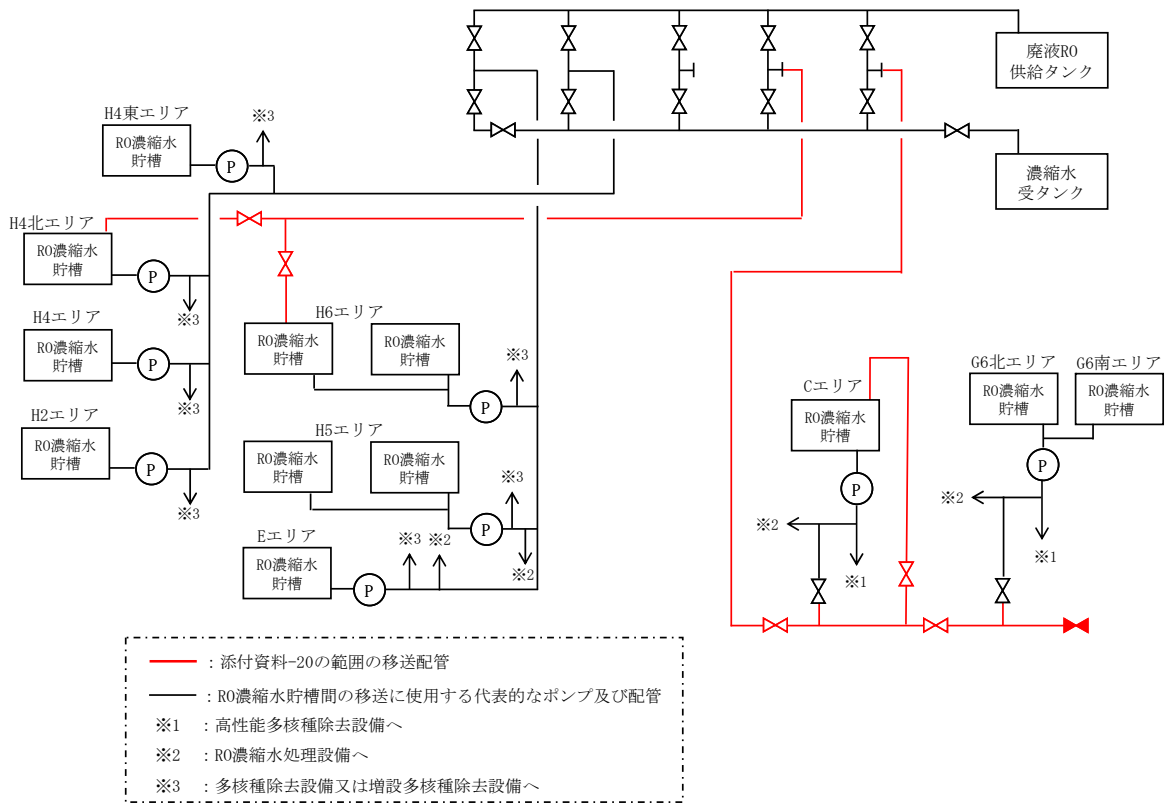 廃液RO
供給タンク
濃縮水
受タンク
H4東エリア
※3
RO濃縮水
貯槽
P
H4北エリア
RO濃縮水
貯槽
P
※3
H4エリア
RO濃縮水
貯槽
P
※3
H2エリア
RO濃縮水
貯槽
P
※3
H6エリア
RO濃縮水
貯槽
RO濃縮水
貯槽
※3
P
H5エリア
RO濃縮水
貯槽
RO濃縮水
貯槽
※3
P
※2
Eエリア
RO濃縮水
貯槽
P
※3
※2
Cエリア
RO濃縮水
貯槽
P
※2
※1
G6北エリア
RO濃縮水
貯槽
G6南エリア
RO濃縮水
貯槽
P
※2
※1
：添付資料-20の範囲の移送配管
：RO濃縮水貯槽間の移送に使用する代表的なポンプ及び配管
※1 ：高性能多核種除去設備へ
※2 ：RO濃縮水処理設備へ
※3 ：多核種除去設備又は増設多核種除去設備へ